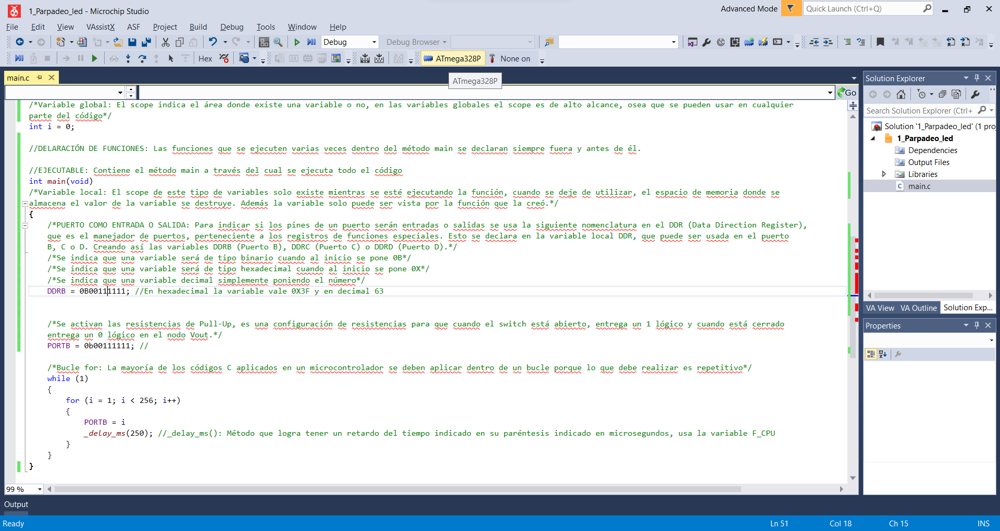 1_Parpadeo_led - Microchip Studio
Advanced Mode
Quick Launch (Ctrl+Q)
File Edit View VAssistX ASF Project Build Debug Tools Window Help
Debug
Debug Browser
Hex
ATmega328P
None on
main.c
ATmega328P
Go
/*Variable global: El scope indica el área donde existe una variable o no, en las variables globales el scope es de alto alcance, osea que se pueden usar en cualquier
parte del código*/
int i = 0;
//DELARACIÓN DE FUNCIONES: Las funciones que se ejecuten varias veces dentro del método main se declaran siempre fuera y antes de él.
//EJECUTABLE: Contiene el método main a través del cual se ejecuta todo el código
int main(void)
/*Variable local: El scope de este tipo de variables solo existe mientras se esté ejecutando la función, cuando se deje de utilizar, el espacio de memoria donde se
almacena el valor de la variable se destruye. Además la variable solo puede ser vista por la función que la creó.*/
{
/*PUERTO COMO ENTRADA O SALIDA: Para indicar si los pines de un puerto serán entradas o salidas se usa la siguiente nomenclatura en el DDR (Data Direction Register),
que es el manejador de puertos, perteneciente a los registros de funciones especiales. Esto se declara en la variable local DDR, que puede ser usada en el puerto
B, C o D. Creando así las variables DDRB (Puerto B), DDRC (Puerto C) o DDRD (Puerto D).*/
/*Se indica que una variable será de tipo binario cuando al inicio se pone 0B*/
/*Se indica que una variable será de tipo hexadecimal cuando al inicio se pone 0X*/
/*Se indica que una variable decimal simplemente poniendo el número*/
DDRB = 0B00111111; //En hexadecimal la variable vale 0X3F y en decimal 63
/*Se activan las resistencias de Pull-Up, es una configuración de resistencias para que cuando el switch está abierto, entrega un 1 lógico y cuando está cerrado
entrega un 0 lógico en el nodo Vout.*/
PORTB = 0b00111111; //
/*Bucle for: La mayoría de los códigos C aplicados en un microcontrolador se deben aplicar dentro de un bucle porque lo que debe realizar es repetitivo*/
while (1)
{
for (i = 1; i < 256; i++)
{
PORTB = i
_delay_ms(250); //_delay_ms(): Método que logra tener un retardo del tiempo indicado en su paréntesis indicado en microsegundos, usa la variable F_CPU
}
}
}
99 %
Solution Explorer
Search Solution Explorer (Ctrl+
Solution '1_Parpadeo_led' (1 proj
1_Parpadeo_led
Dependencies
Output Files
Libraries
main.c
VA View VA Outline Solution Exp...
Properties
Output
Ready
Ln 51 Col 18 Ch 15 INS